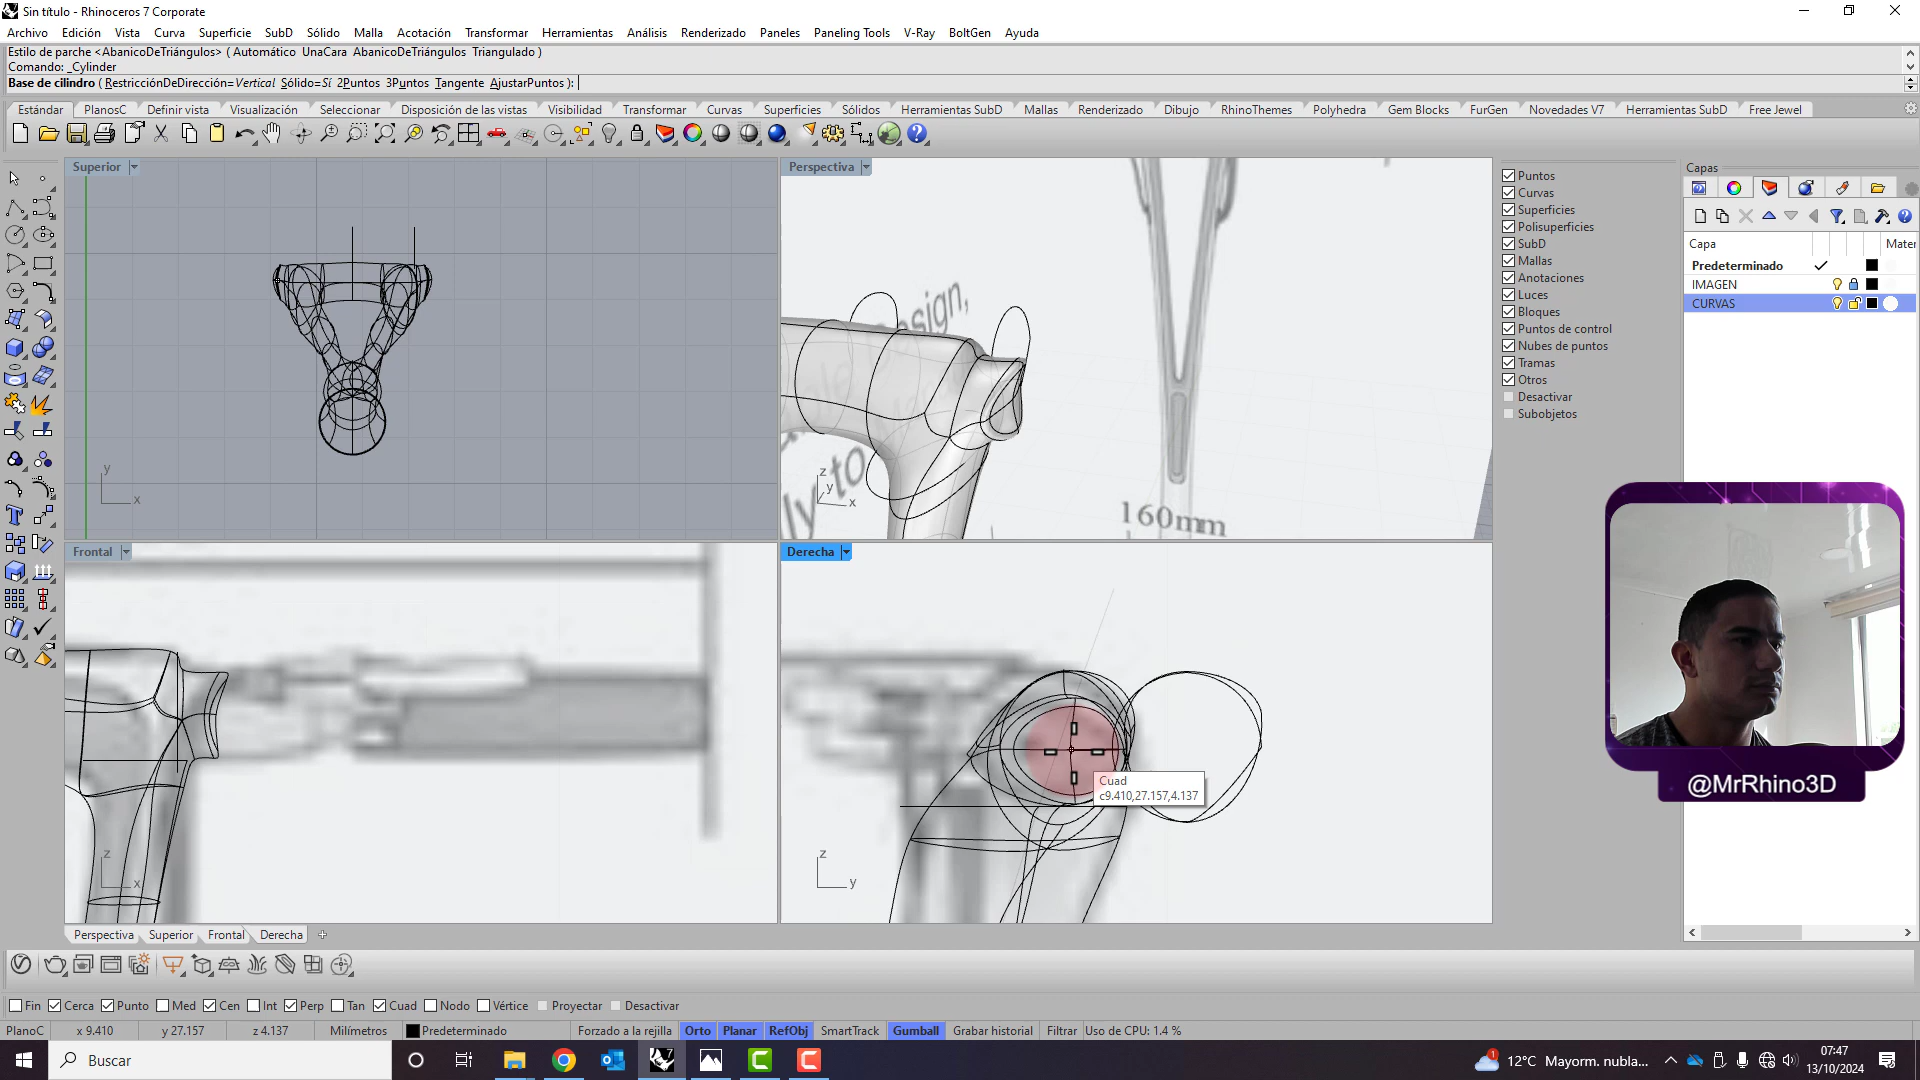 Sin título - Rhinoceros 7 Corporate
Archivo Edición Vista Curva Superficie SubD Sólido Malla Acotación Transformar Herramientas Análisis Renderizado Paneles Paneling Tools V-Ray BoltGen Ayuda
Estilo de parche <AbanicoDeTriángulos> ( Automático UnaCara AbanicoDeTriángulos Triangulado )
Comando: _Cylinder
Base de cilindro ( RestricciónDeDirección=Vertical Sólido=Sí 2Puntos 3Puntos Tangente AjustarPuntos ):
Estándar PlanosC Definir vista Visualización Seleccionar Disposición de las vistas Visibilidad Transformar Curvas Superficies Sólidos Herramientas SubD Mallas Renderizado Dibujo RhinoThemes Polyhedra Gem Blocks FurGen Novedades V7 Herramientas SubD Free Jewel
Superior
y
x
Perspectiva
design,
ly to
160mm
z
y
x
Frontal
z
x
Derecha
Cuad
c9.410,27.157,4.137
z
y
Puntos
Curvas
Superficies
Polisuperficies
SubD
Mallas
Anotaciones
Luces
Bloques
Puntos de control
Nubes de puntos
Tramas
Otros
Desactivar
Subobjetos
Capas
Capa Mater
Predeterminado
IMAGEN
CURVAS
@MrRhino3D
Perspectiva Superior Frontal Derecha
Fin Cerca Punto Med Cen Int Perp Tan Cuad Nodo Vértice Proyectar Desactivar
PlanoC x 9.410 y 27.157 z 4.137 Milímetros Predeterminado Forzado a la rejilla Orto Planar RefObj SmartTrack Gumball Grabar historial Filtrar Uso de CPU: 1.4 %
Buscar
1
12°C Mayorm. nubla...
07:47
13/10/2024